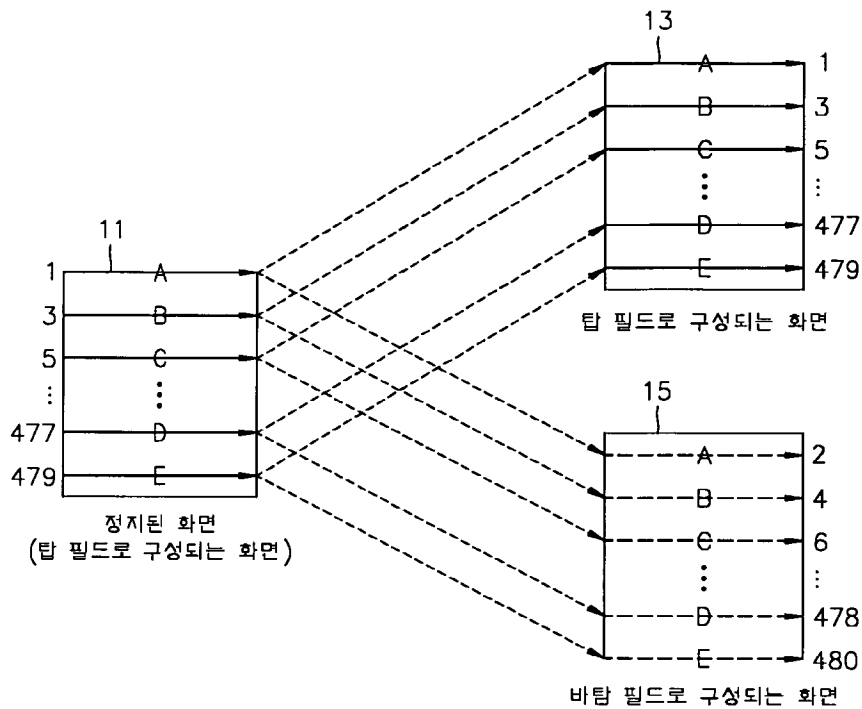 11
1 A
3 B
5 C
⋮ ⋮
477 D
479 E
정지된 화면
(탑 필드로 구성되는 화면)
13
A 1
B 3
C 5
⋮ ⋮
D 477
E 479
탑 필드로 구성되는 화면
15
A 2
B 4
C 6
⋮ ⋮
D 478
E 480
바탐 필드로 구성되는 화면